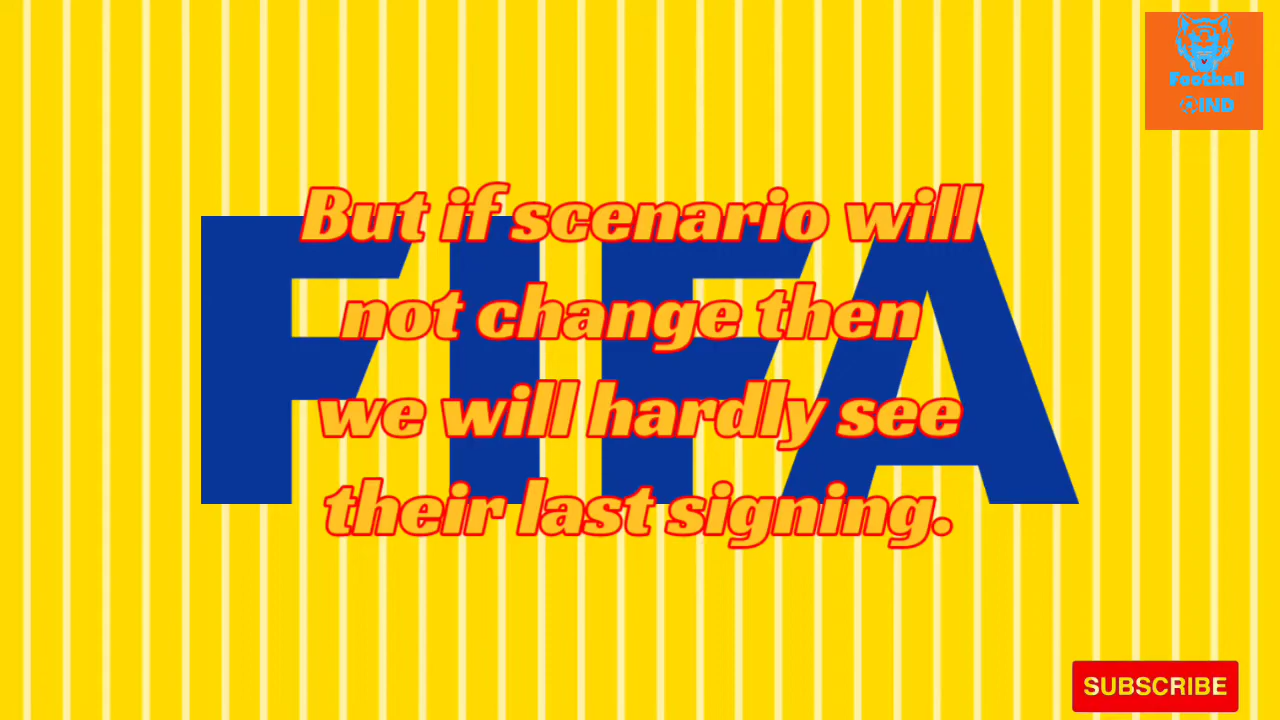 Football
IND
FIFA
But if scenario will
not change then
we will hardly see
their last signing.
SUBSCRIBE